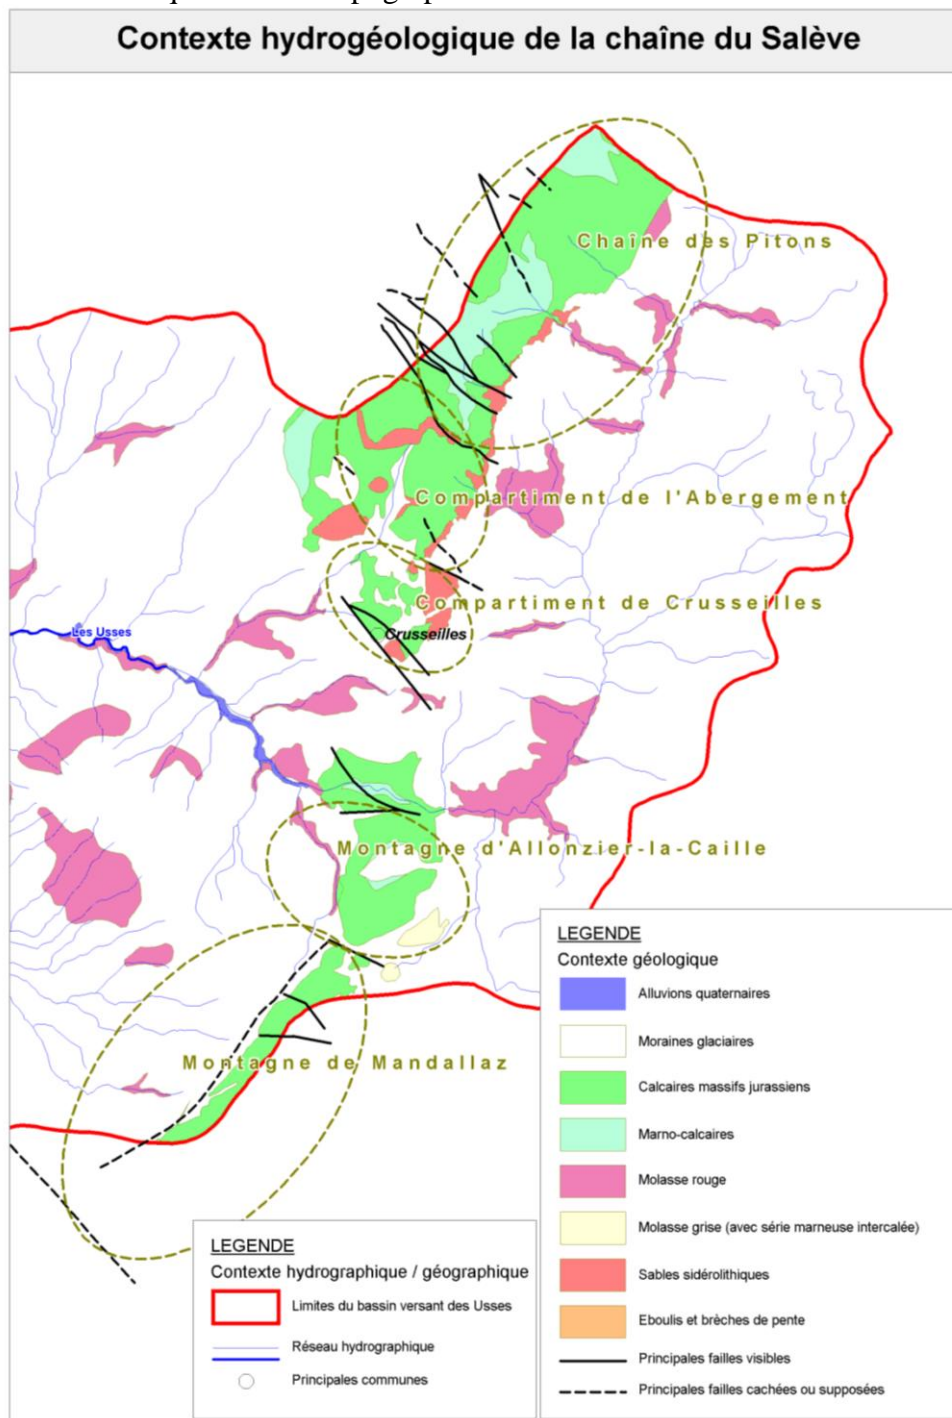 Contexte hydrogéologique de la chaîne du Salève
Chaîne des Pitons
Compartiment de l'Abergement
Compartiment de Crusseilles
Les Usses
Crusseilles
Montagne d'Allonzier-la-Caille
Montagne de Mandallaz
LEGENDE
Contexte géologique
Alluvions quaternaires
Moraines glaciaires
Calcaires massifs jurassiens
Marno-calcaires
Molasse rouge
Molasse grise (avec série marneuse intercalée)
Sables sidérolithiques
Eboulis et brèches de pente
Principales failles visibles
Principales failles cachées ou supposées
LEGENDE
Contexte hydrographique / géographique
Limites du bassin versant des Usses
Réseau hydrographique
Principales communes